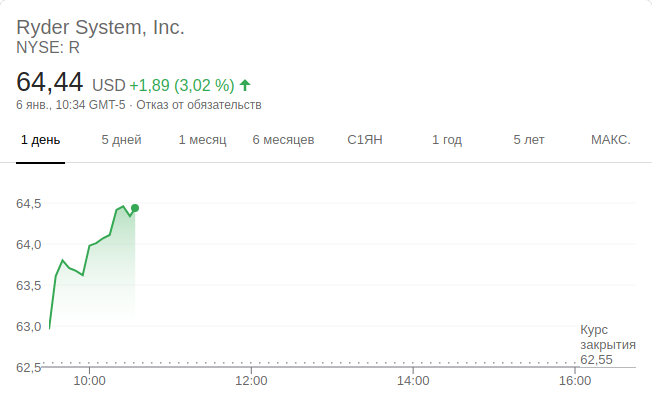 Ryder System, Inc.
NYSE: R
64,44 USD +1,89 (3,02 %)
6 янв., 10:34 GMT-5 · Отказ от обязательств
1 день 5 дней 1 месяц 6 месяцев С1ЯН 1 год 5 лет МАКС.
64,5
64,0
63,5
63,0
62,5
Курс
закрытия
62,55
10:00 12:00 14:00 16:00